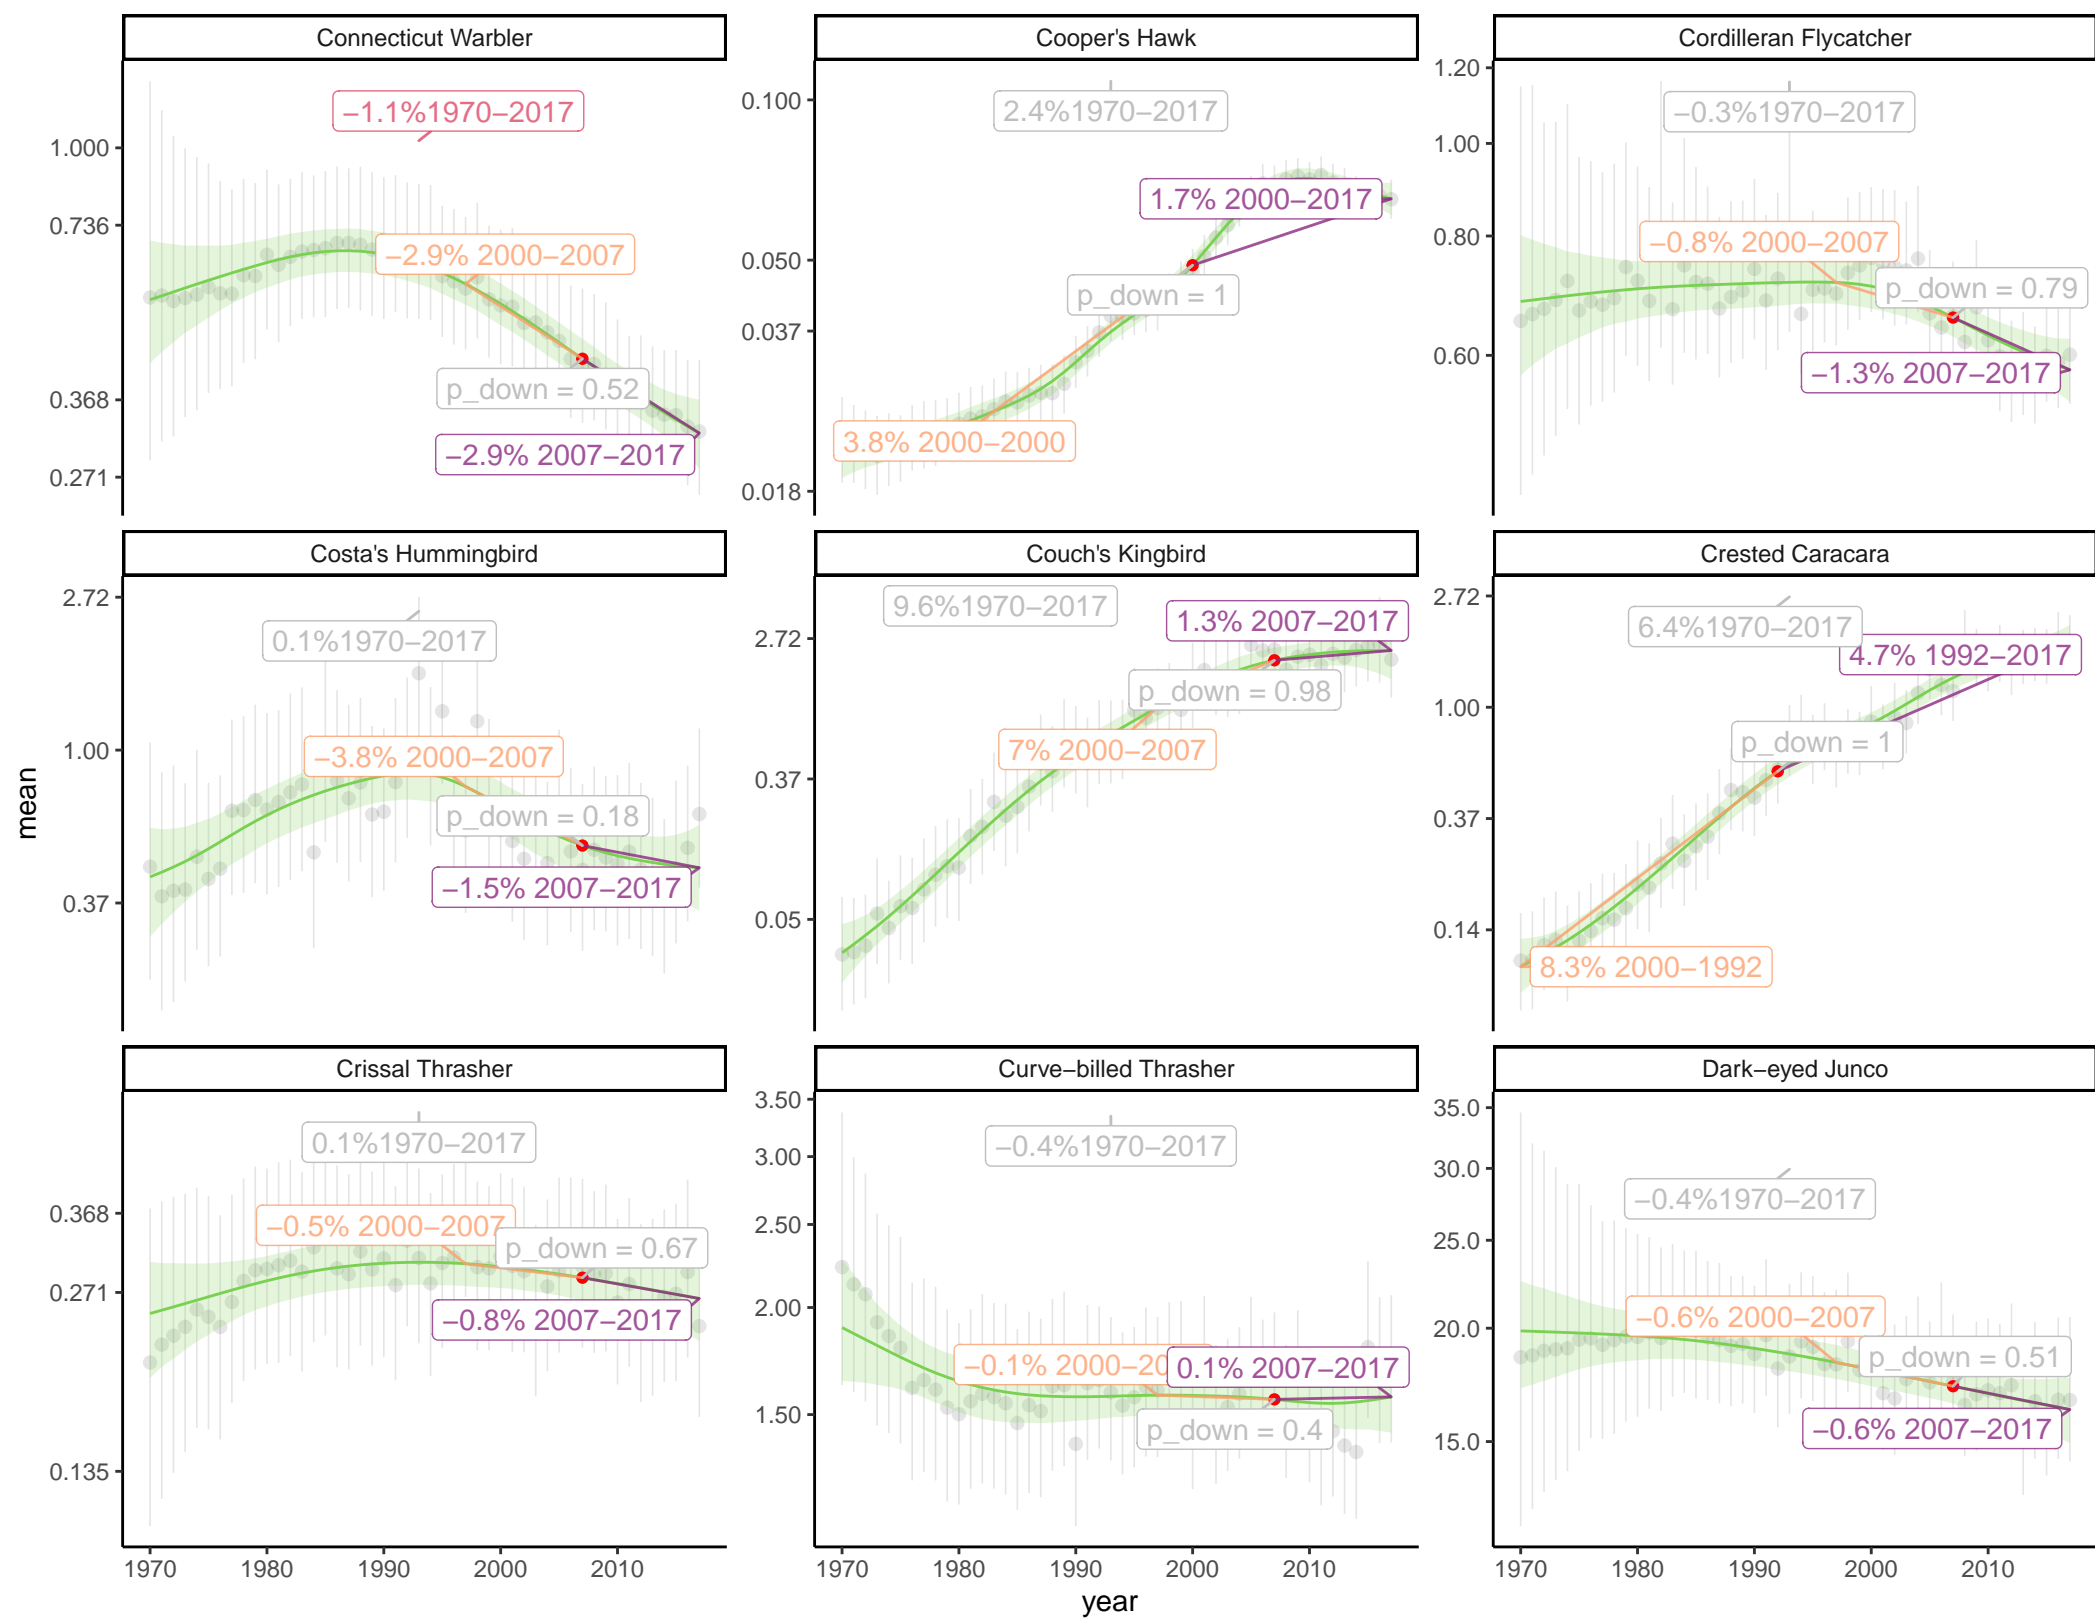 Connecticut Warbler
Cooper's Hawk
Cordilleran Flycatcher
1.000
0.736
0.368
0.271
−1.1%1970−2017
−2.9% 2000−2007
p_down = 0.52
−2.9% 2007−2017
0.100
0.050
0.037
0.018
2.4%1970−2017
1.7% 2000−2017
p_down = 1
3.8% 2000−2000
1.20
1.00
0.80
0.60
−0.3%1970−2017
−0.8% 2000−2007
p_down = 0.79
−1.3% 2007−2017
Costa's Hummingbird
Couch's Kingbird
Crested Caracara
mean
2.72
1.00
0.37
0.1%1970−2017
−3.8% 2000−2007
p_down = 0.18
−1.5% 2007−2017
2.72
0.37
0.05
9.6%1970−2017
1.3% 2007−2017
p_down = 0.98
7% 2000−2007
2.72
1.00
0.37
0.14
6.4%1970−2017
4.7% 1992−2017
p_down = 1
8.3% 2000−1992
Crissal Thrasher
Curve−billed Thrasher
Dark−eyed Junco
0.368
0.271
0.135
0.1%1970−2017
−0.5% 2000−2007
p_down = 0.67
−0.8% 2007−2017
3.50
3.00
2.50
2.00
1.50
−0.4%1970−2017
−0.1% 2000−20
0.1% 2007−2017
p_down = 0.4
35.0
30.0
25.0
20.0
15.0
−0.4%1970−2017
−0.6% 2000−2007
p_down = 0.51
−0.6% 2007−2017
1970 1980 1990 2000 2010
1970 1980 1990 2000 2010
1970 1980 1990 2000 2010
year